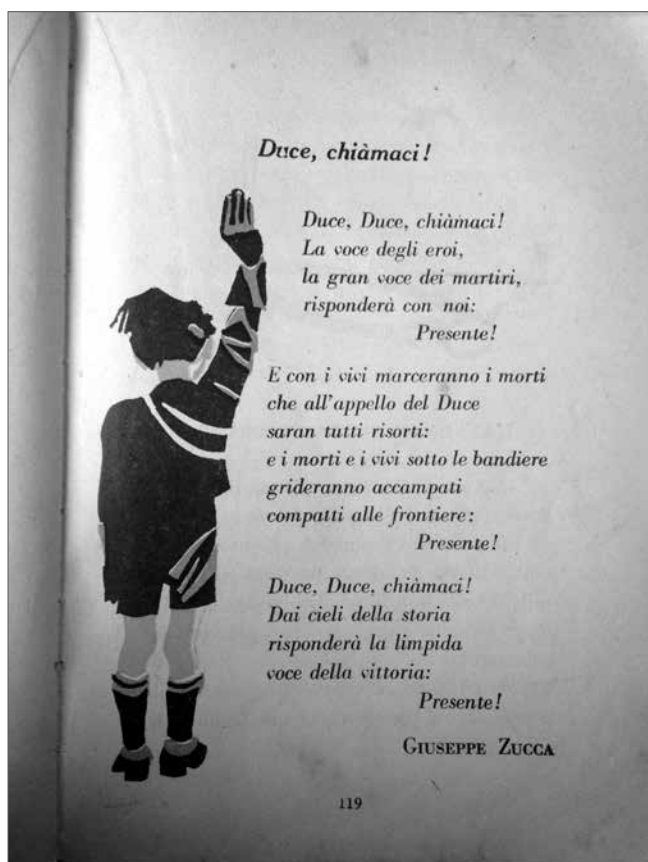 Duce, chiàmaci!
Duce, Duce, chiàmaci!
La voce degli eroi,
la gran voce dei martiri,
risponderà con noi:
Presente!
E con i vivi marceranno i morti
che all'appello del Duce
saran tutti risorti:
e i morti e i vivi sotto le bandiere
grideranno accampati
compatti alle frontiere:
Presente!
Duce, Duce, chiàmaci!
Dai cieli della storia
risponderà la limpida
voce della vittoria:
Presente!
GIUSEPPE ZUCCA
119